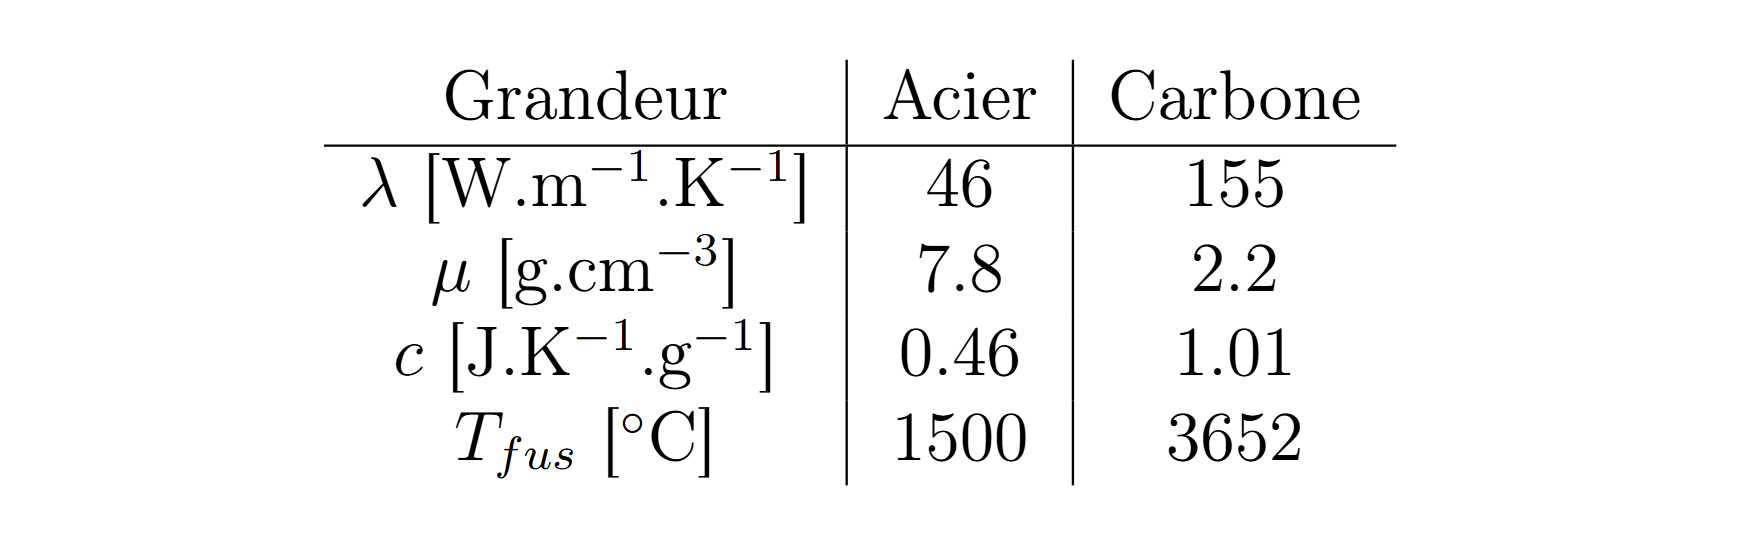 Grandeur Acier Carbone
λ [W.m⁻¹.K⁻¹] 46 155
μ [g.cm⁻³] 7.8 2.2
c [J.K⁻¹.g⁻¹] 0.46 1.01
T_fus [°C] 1500 3652